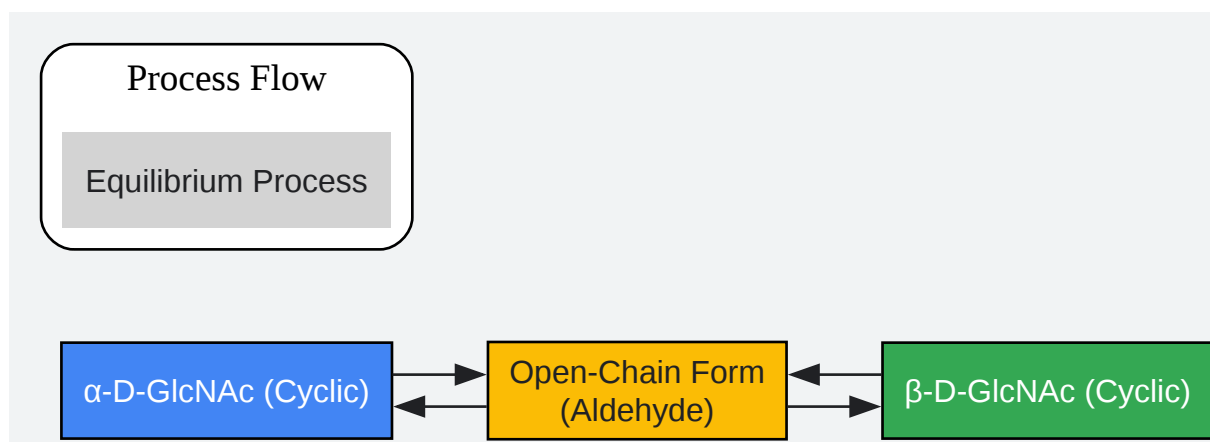 Process Flow
Equilibrium Process
α-D-GlcNAc (Cyclic)
Open-Chain Form
(Aldehyde)
β-D-GlcNAc (Cyclic)